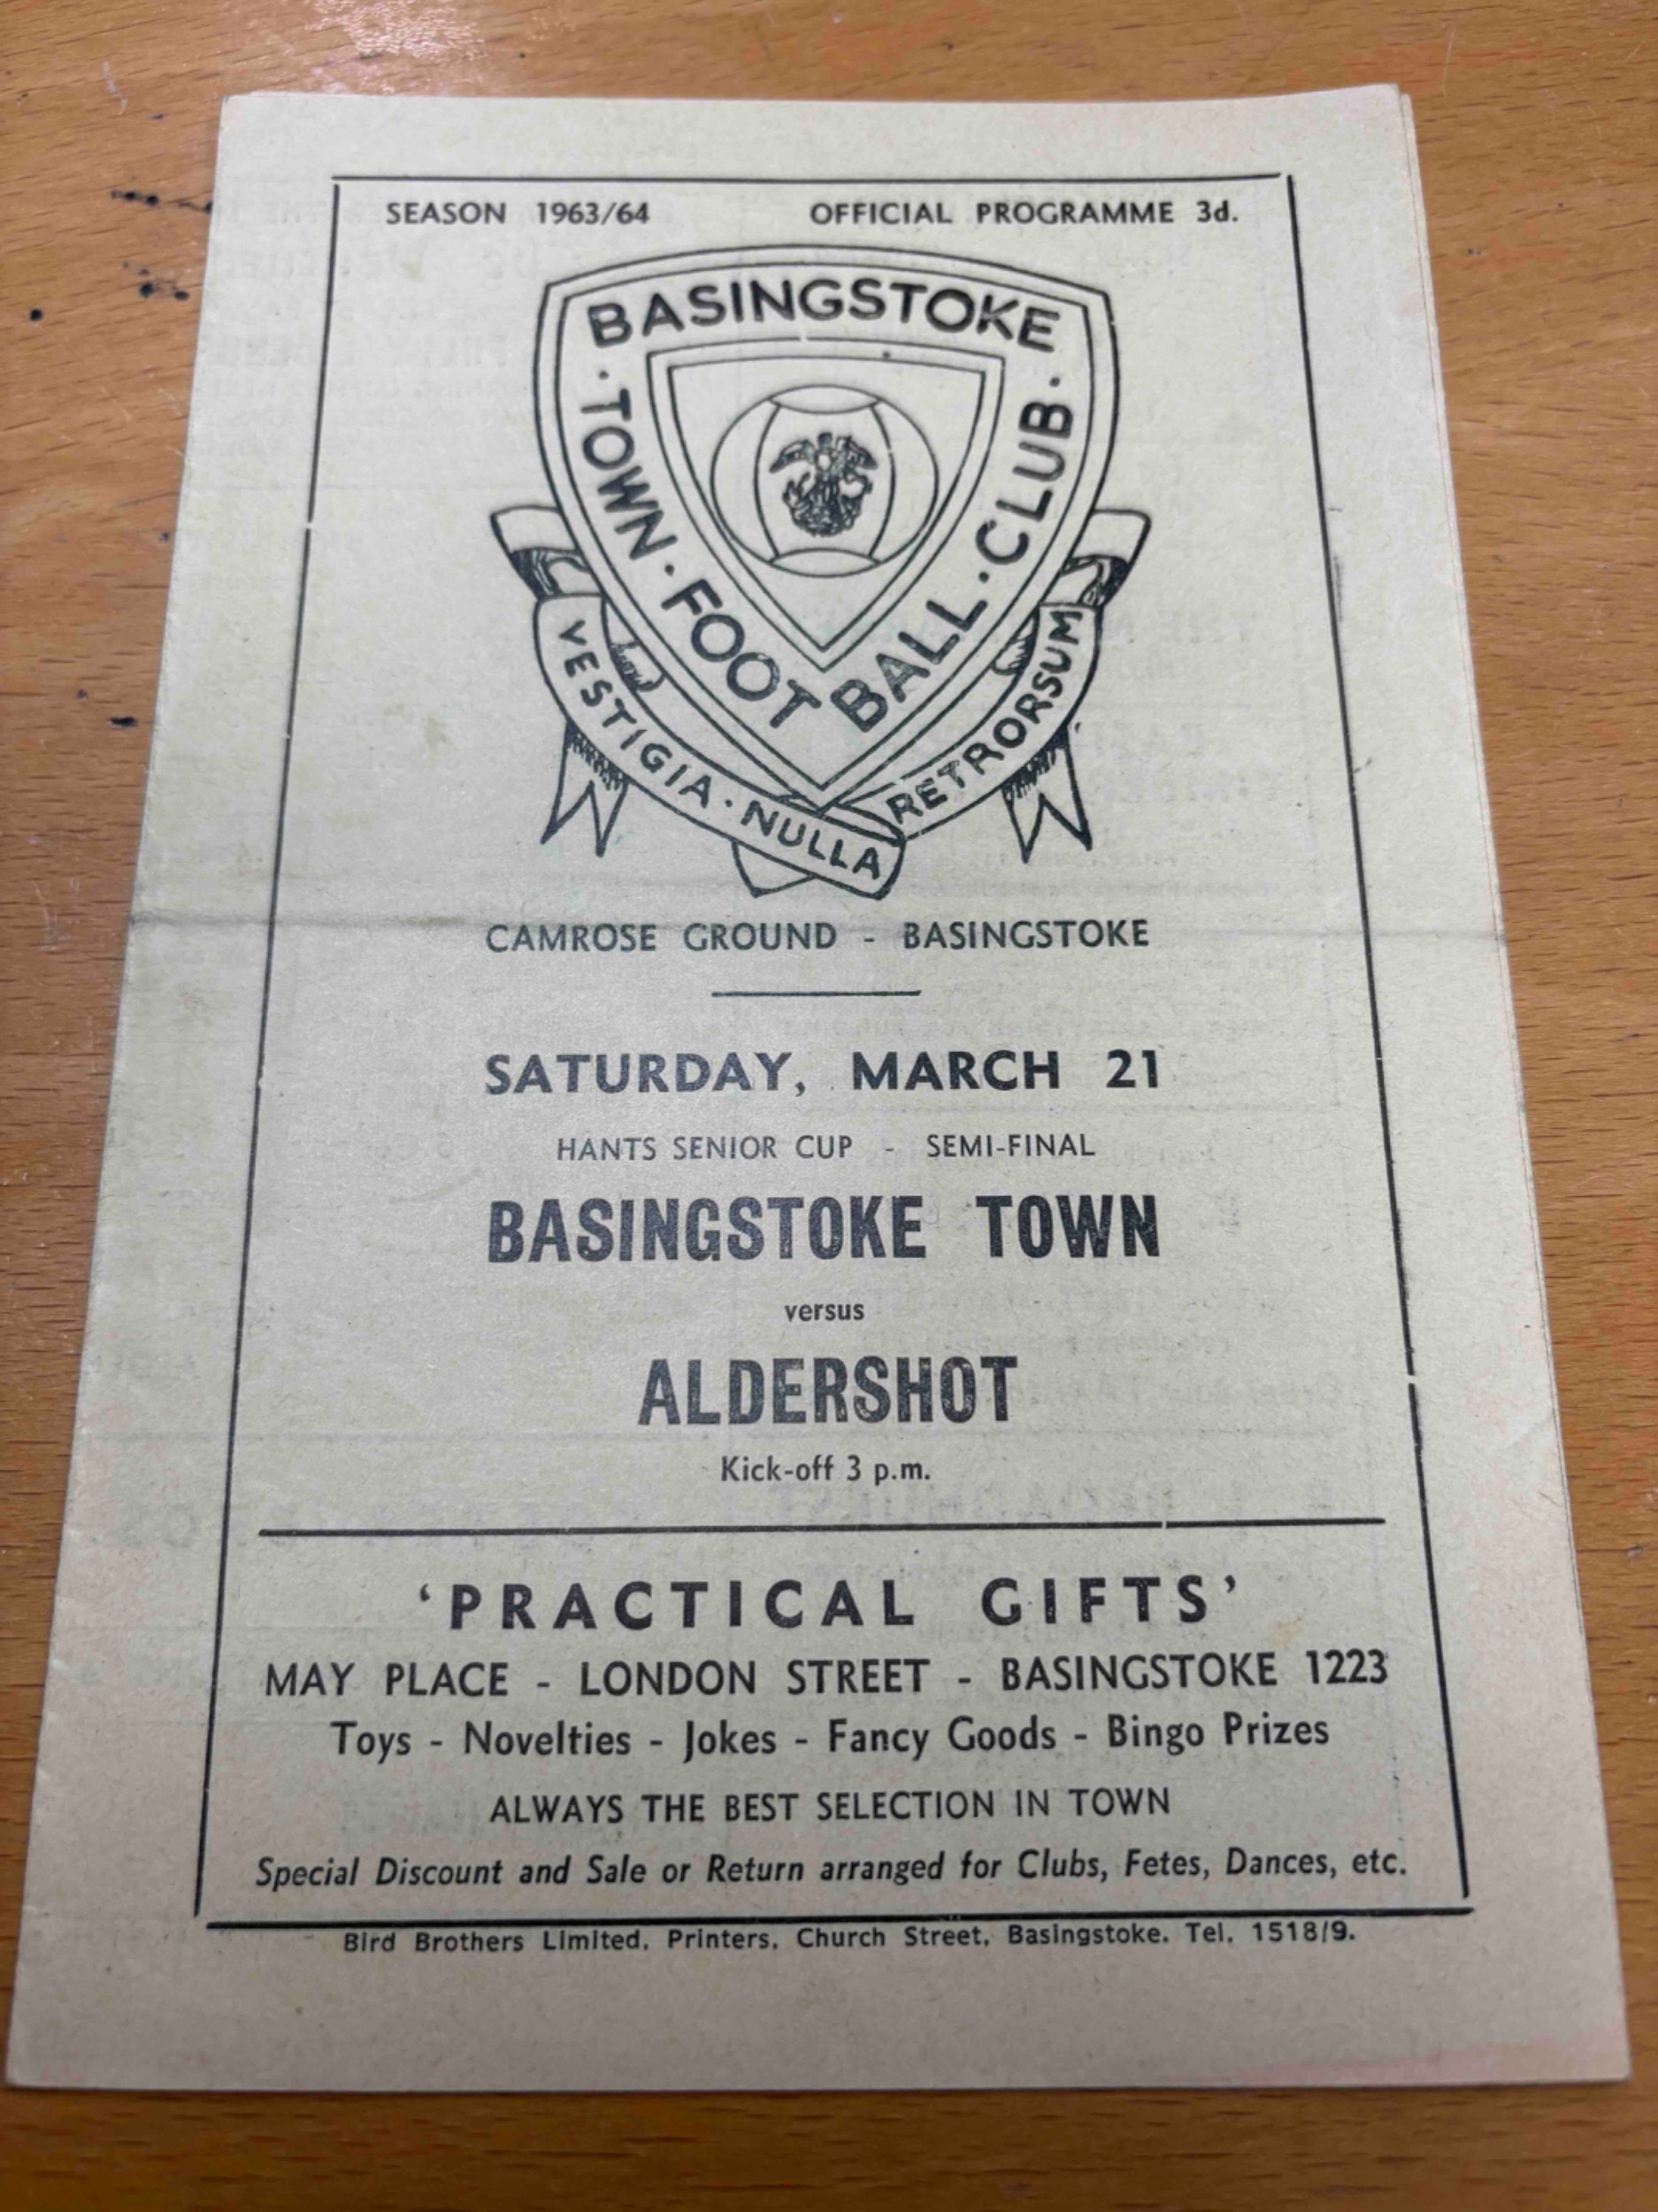 SEASON 1963/64 OFFICIAL PROGRAMME 3d.
BASINGSTOKE · TOWN · FOOT BALL · CLUB ·
VESTIGIA · NULLA RETRORSUM
CAMROSE GROUND - BASINGSTOKE
SATURDAY, MARCH 21
HANTS SENIOR CUP - SEMI-FINAL
BASINGSTOKE TOWN
versus
ALDERSHOT
Kick-off 3 p.m.
‘PRACTICAL GIFTS’
MAY PLACE - LONDON STREET - BASINGSTOKE 1223
Toys - Novelties - Jokes - Fancy Goods - Bingo Prizes
ALWAYS THE BEST SELECTION IN TOWN
Special Discount and Sale or Return arranged for Clubs, Fetes, Dances, etc.
Bird Brothers Limited, Printers, Church Street, Basingstoke. Tel. 1518/9.